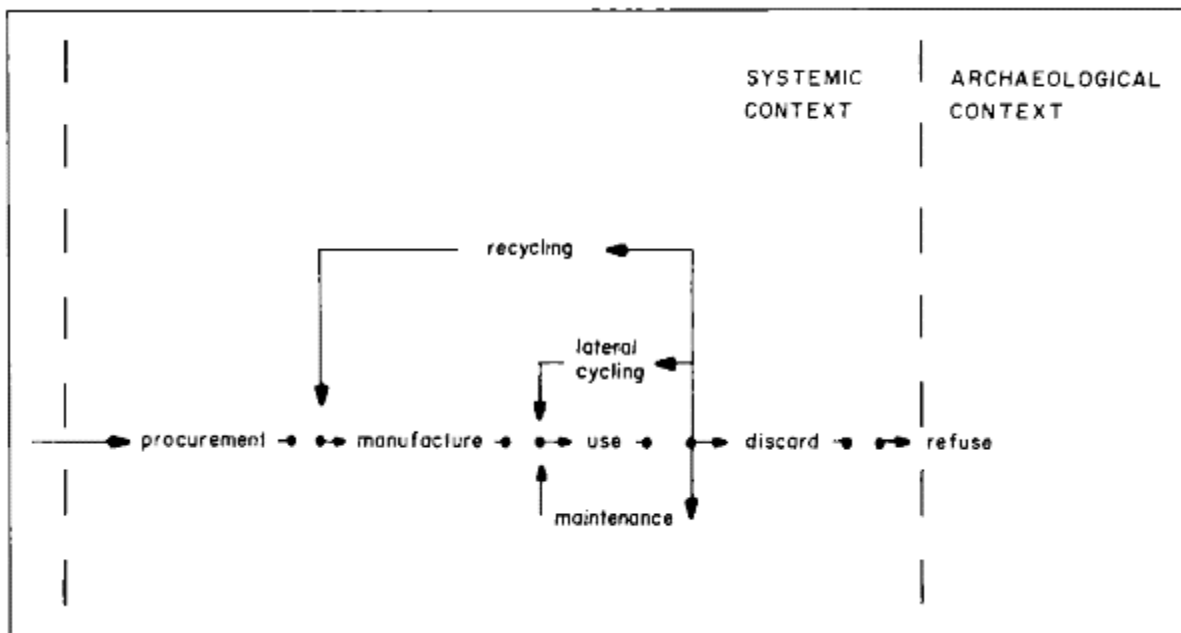 SYSTEMIC
CONTEXT
ARCHAEOLOGICAL
CONTEXT
recycling
lateral
cycling
procurement
manufacture
use
discard
refuse
maintenance